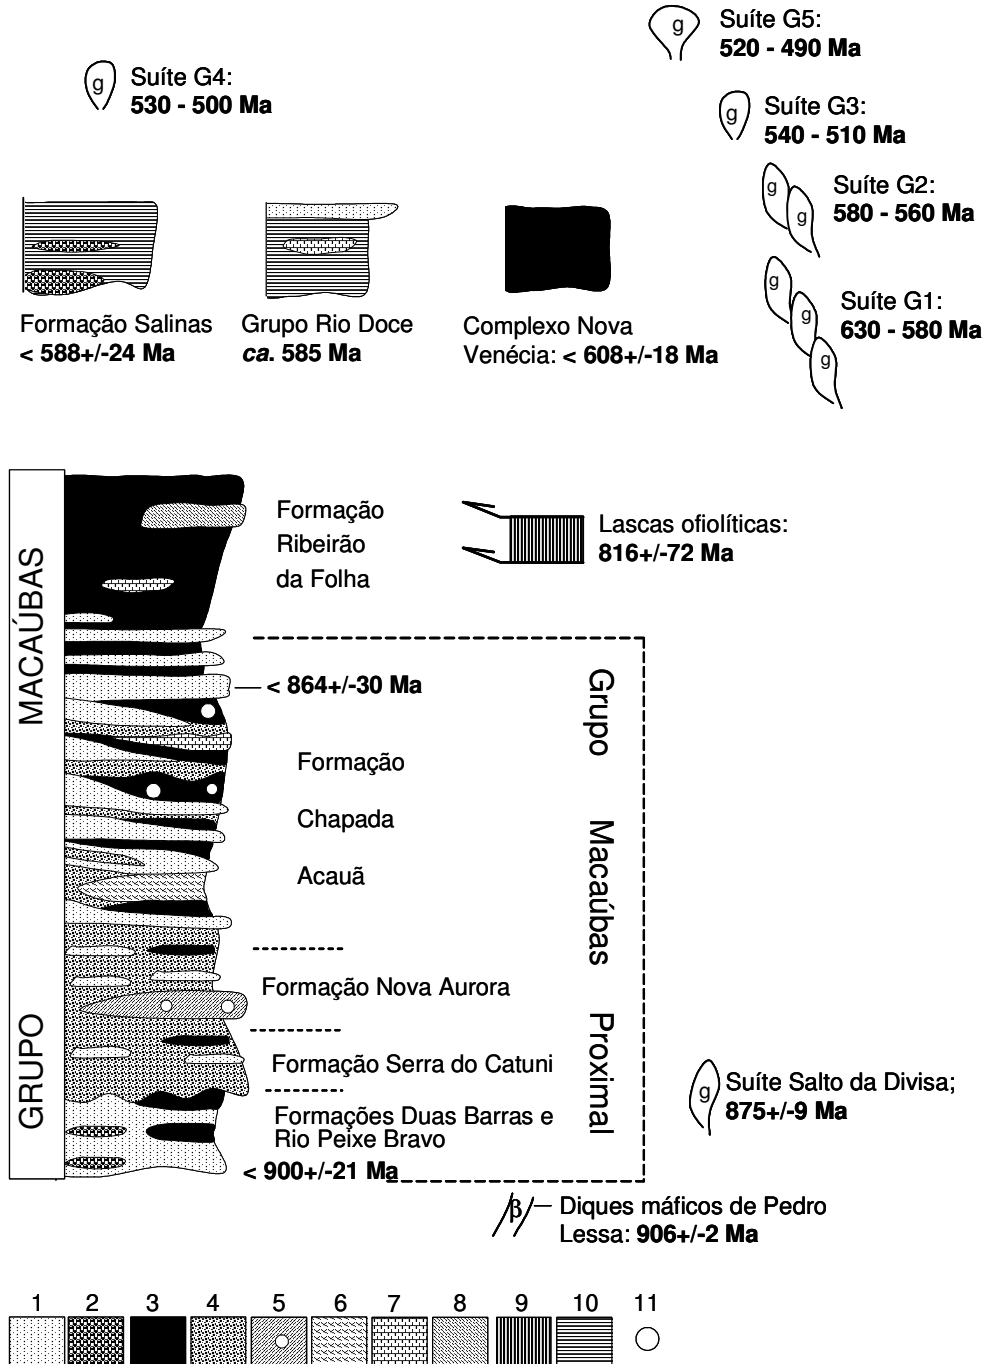 Suíte G5:
520 - 490 Ma
Suíte G4:
530 - 500 Ma
Suíte G3:
540 - 510 Ma
Suíte G2:
580 - 560 Ma
Suíte G1:
630 - 580 Ma
g
g
g
g
g
g
g
g
Formação Salinas
< 588+/-24 Ma
Grupo Rio Doce
ca. 585 Ma
Complexo Nova
Venécia: < 608+/-18 Ma
GRUPO MACAÚBAS
Formação
Ribeirão
da Folha
Lascas ofiolíticas:
816+/-72 Ma
< 864+/-30 Ma
Formação
Chapada
Acauã
Grupo Macaúbas Proximal
Formação Nova Aurora
Formação Serra do Catuni
Formações Duas Barras e
Rio Peixe Bravo
< 900+/-21 Ma
g
Suíte Salto da Divisa;
875+/-9 Ma
β
Diques máficos de Pedro
Lessa: 906+/-2 Ma
1 2 3 4 5 6 7 8 9 10 11